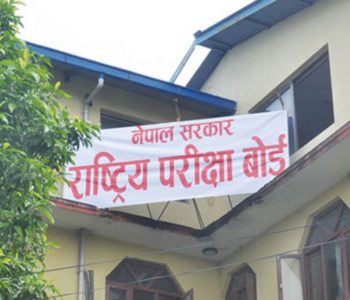 नेपाल सरकार
राष्ट्रिय परीक्षा बोर्ड